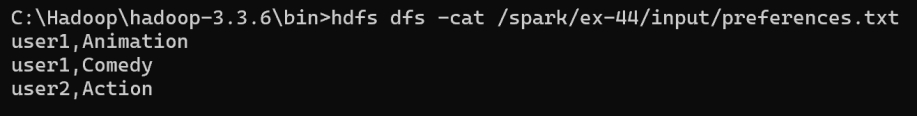 C:\Hadoop\hadoop-3.3.6\bin>hdfs dfs -cat /spark/ex-44/input/preferences.txt
user1,Animation
user1,Comedy
user2,Action